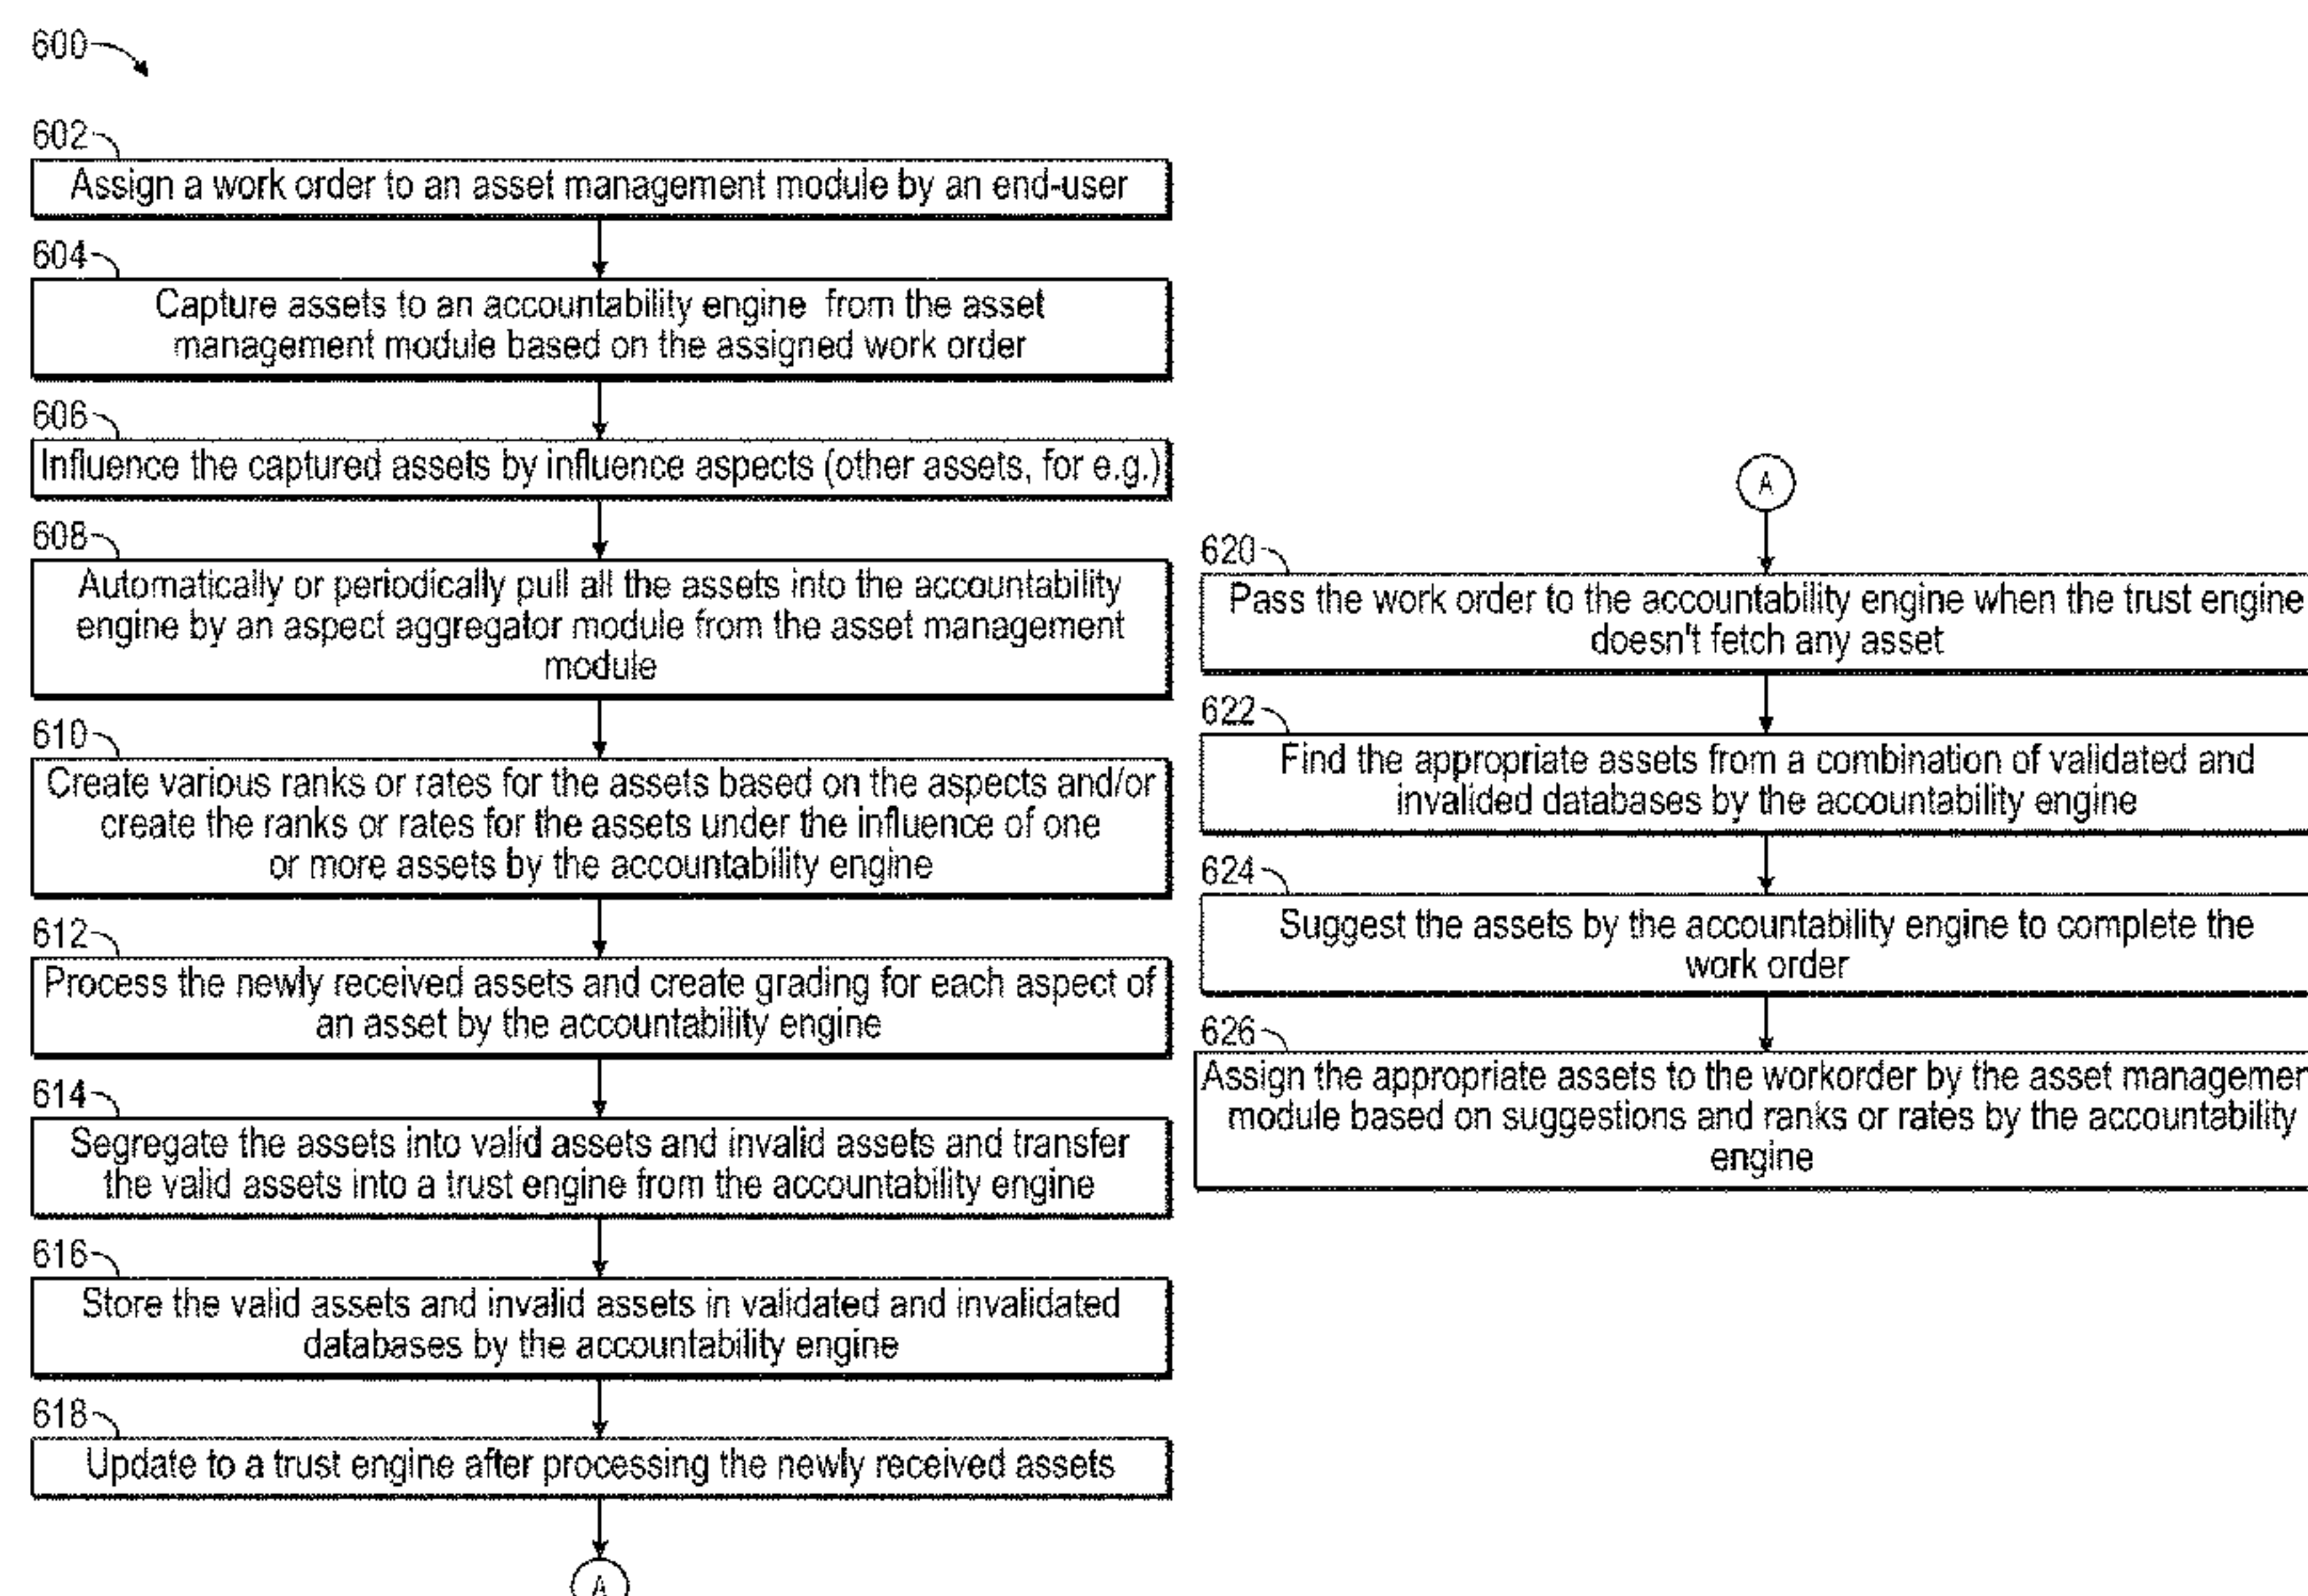 600
602
Assign a work order to an asset management module by an end-user
604
Capture assets to an accountability engine from the asset
management module based on the assigned work order
606
Influence the captured assets by influence aspects (other assets, for e.g.)
608
Automatically or periodically pull all the assets into the accountability
engine by an aspect aggregator module from the asset management
module
610
Create various ranks or rates for the assets based on the aspects and/or
create the ranks or rates for the assets under the influence of one
or more assets by the accountability engine
612
Process the newly received assets and create grading for each aspect of
an asset by the accountability engine
614
Segregate the assets into valid assets and invalid assets and transfer
the valid assets into a trust engine from the accountability engine
616
Store the valid assets and invalid assets in validated and invalidated
databases by the accountability engine
618
Update to a trust engine after processing the newly received assets
A
A
620
Pass the work order to the accountability engine when the trust engine
doesn't fetch any asset
622
Find the appropriate assets from a combination of validated and
invalided databases by the accountability engine
624
Suggest the assets by the accountability engine to complete the
work order
626
Assign the appropriate assets to the workorder by the asset managemen
module based on suggestions and ranks or rates by the accountability
engine